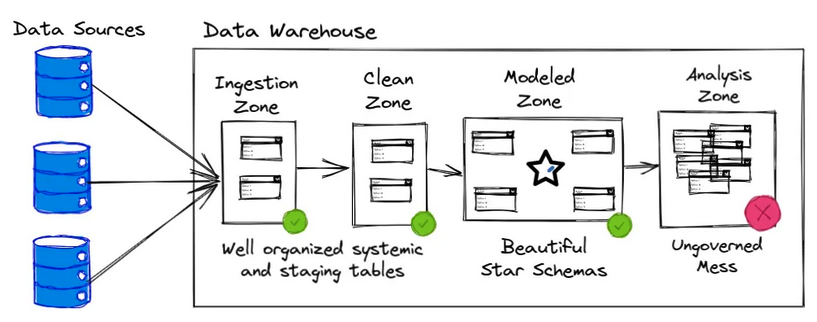 Data Sources
Data Warehouse
Ingestion
Zone
Clean
Zone
Modeled
Zone
Analysis
Zone
Well organized systemic
and staging tables
Beautiful
Star Schemas
Ungoverned
Mess